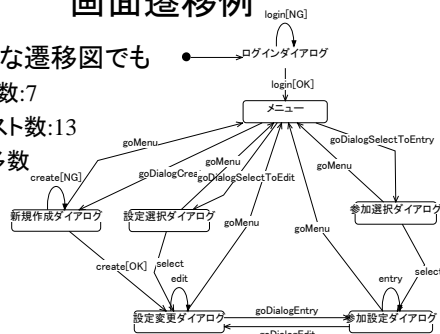 画面遷移例
な遷移図でも
数:7
スト数:13
多数
login[NG]
ログインダイアログ
login[OK]
メニュー
goDialogSelectToEntry
goMenu
goMenu
goDialogCrea
goDialogSelectToEdit
goMenu
create[NG]
新規作成ダイアログ
設定選択ダイアログ
参加選択ダイアログ
goMenu
goMenu
create[OK]
select
select
edit
entry
設定変更ダイアログ
goDialogEntry
参加設定ダイアログ
goDialogEdit